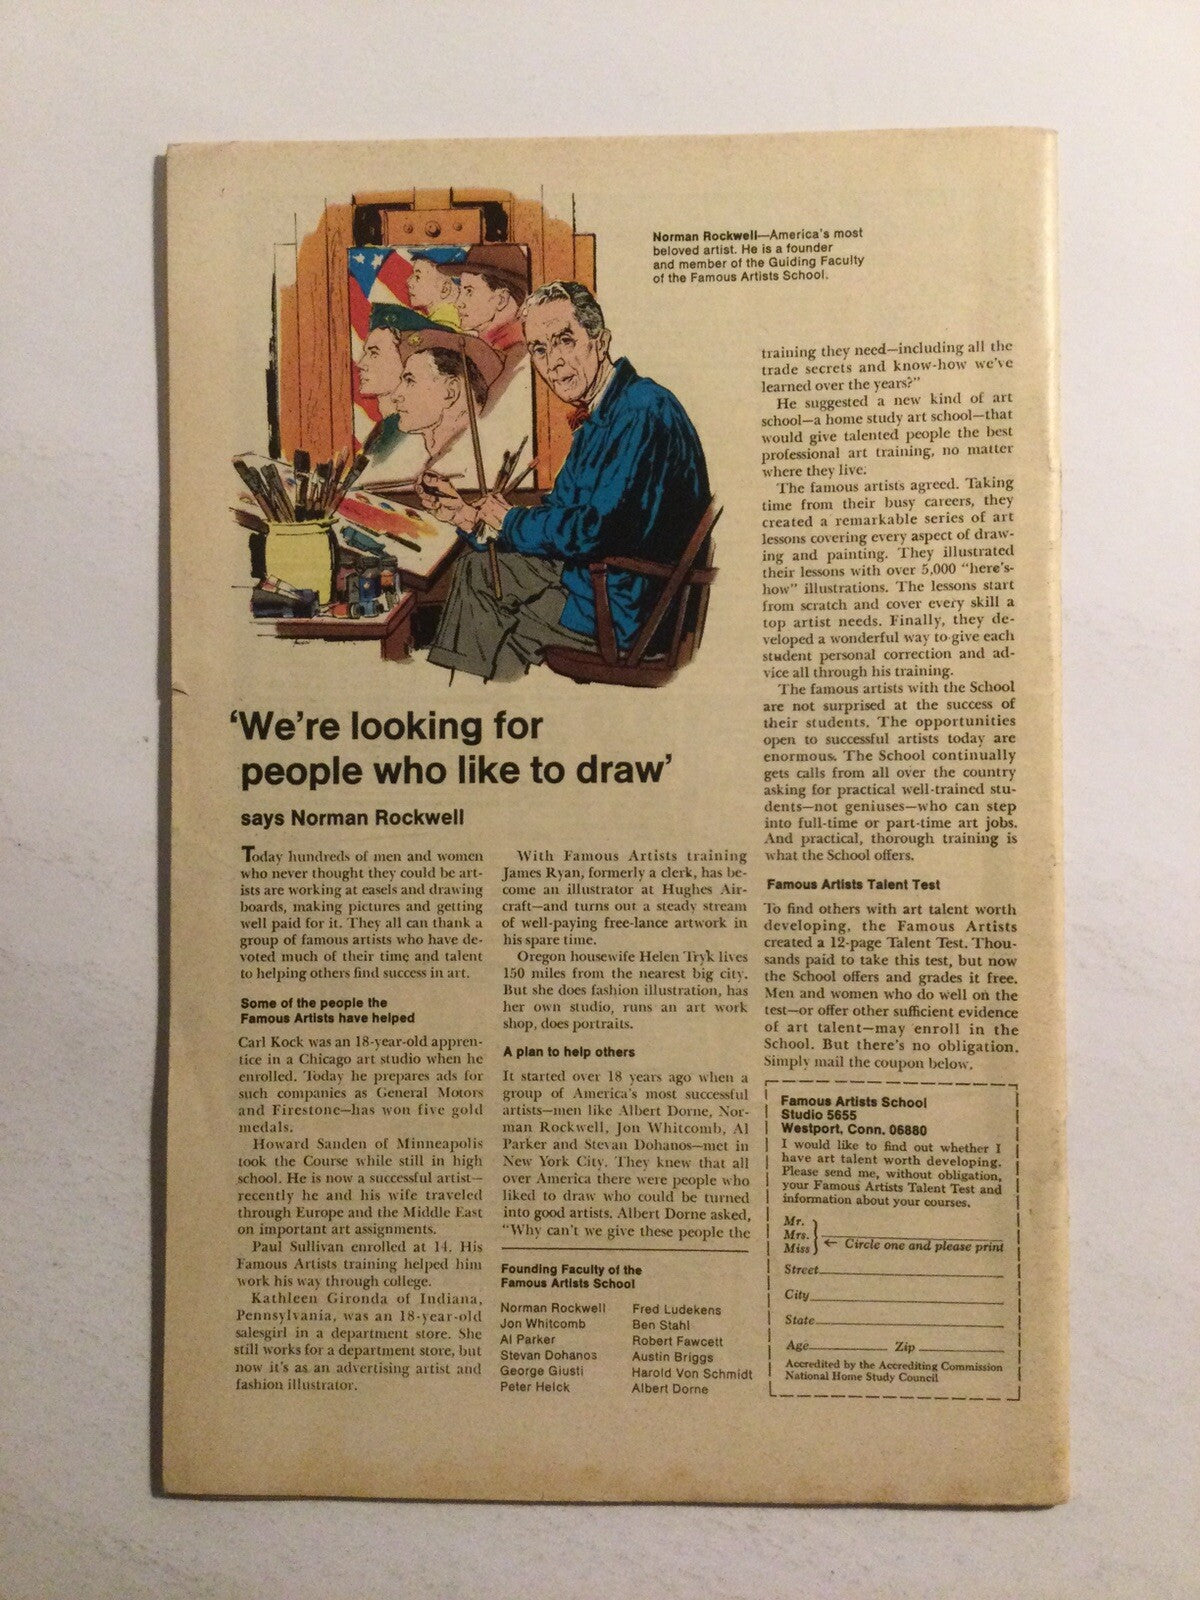 Norman Rockwell—America's most
beloved artist. He is a founder
and member of the Guiding Faculty
of the Famous Artists School.
‘We're looking for
people who like to draw’
says Norman Rockwell
Today hundreds of men and women
who never thought they could be art-
ists are working at easels and drawing
boards, making pictures and getting
well paid for it. They all can thank a
group of famous artists who have de-
voted much of their time and talent
to helping others find success in art.
Some of the people the
Famous Artists have helped
Carl Kock was an 18-year-old appren-
tice in a Chicago art studio when he
enrolled. Today he prepares ads for
such companies as General Motors
and Firestone—has won five gold
medals.
Howard Sanden of Minneapolis
took the Course while still in high
school. He is now a successful artist—
recently he and his wife traveled
through Europe and the Middle East
on important art assignments.
Paul Sullivan enrolled at 14. His
Famous Artists training helped him
work his way through college.
Kathleen Gironda of Indiana,
Pennsylvania, was an 18-year-old
salesgirl in a department store. She
still works for a department store, but
now it's as an advertising artist and
fashion illustrator.
With Famous Artists training
James Ryan, formerly a clerk, has be-
come an illustrator at Hughes Air-
craft—and turns out a steady stream
of well-paying free-lance artwork in
his spare time.
Oregon housewife Helen Tryk lives
150 miles from the nearest big city.
But she does fashion illustration, has
her own studio, runs an art work
shop, does portraits.
A plan to help others
It started over 18 years ago when a
group of America's most successful
artists—men like Albert Dorne, Nor-
man Rockwell, Jon Whitcomb, Al
Parker and Stevan Dohanos—met in
New York City. They knew that all
over America there were people who
liked to draw who could be turned
into good artists. Albert Dorne asked,
“Why can't we give these people the
Founding Faculty of the
Famous Artists School
Norman Rockwell
Jon Whitcomb
Al Parker
Stevan Dohanos
George Giusti
Peter Helck
Fred Ludekens
Ben Stahl
Robert Fawcett
Austin Briggs
Harold Von Schmidt
Albert Dorne
training they need—including all the
trade secrets and know-how we've
learned over the years?”
He suggested a new kind of art
school—a home study art school—that
would give talented people the best
professional art training, no matter
where they live.
The famous artists agreed. Taking
time from their busy careers, they
created a remarkable series of art
lessons covering every aspect of draw-
ing and painting. They illustrated
their lessons with over 5,000 “here's-
how” illustrations. The lessons start
from scratch and cover every skill a
top artist needs. Finally, they de-
veloped a wonderful way to give each
student personal correction and ad-
vice all through his training.
The famous artists with the School
are not surprised at the success of
their students. The opportunities
open to successful artists today are
enormous. The School continually
gets calls from all over the country
asking for practical well-trained stu-
dents—not geniuses—who can step
into full-time or part-time art jobs.
And practical, thorough training is
what the School offers.
Famous Artists Talent Test
To find others with art talent worth
developing, the Famous Artists
created a 12-page Talent Test. Thou-
sands paid to take this test, but now
the School offers and grades it free.
Men and women who do well on the
test—or offer other sufficient evidence
of art talent—may enroll in the
School. But there's no obligation.
Simply mail the coupon below.
Famous Artists School
Studio 5655
Westport, Conn. 06880
I would like to find out whether I
have art talent worth developing.
Please send me, without obligation,
your Famous Artists Talent Test and
information about your courses.
Mr.
Mrs.
Miss ← Circle one and please print
Street
City
State
Age Zip
Accredited by the Accrediting Commission
National Home Study Council